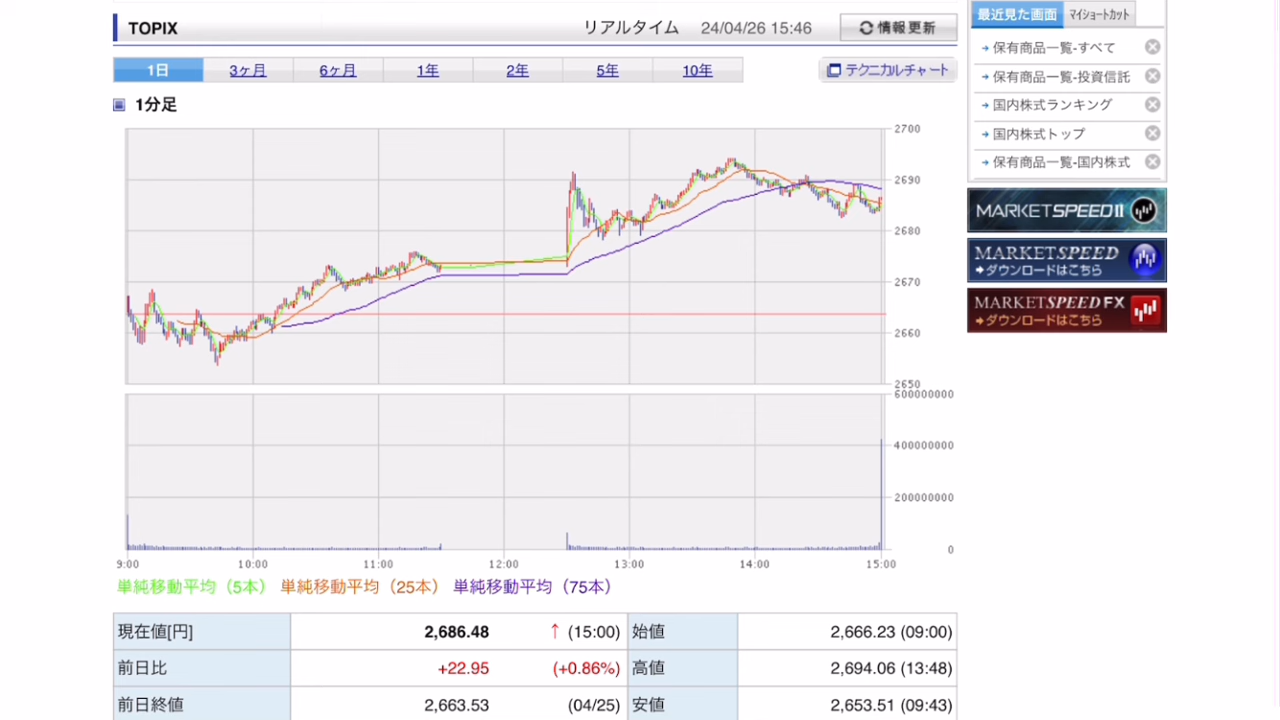 TOPIX リアルタイム 24/04/26 15:46 情報更新
1日 3ヶ月 6ヶ月 1年 2年 5年 10年 テクニカルチャート
1分足
2700
2690
2680
2670
2660
2650
600000000
400000000
200000000
0
9:00 10:00 11:00 12:00 13:00 14:00 15:00
単純移動平均（5本） 単純移動平均（25本） 単純移動平均（75本）
現在値[円] 2,686.48 ↑ (15:00) 始値 2,666.23 (09:00)
前日比 +22.95 (+0.86%) 高値 2,694.06 (13:48)
前日終値 2,663.53 (04/25) 安値 2,653.51 (09:43)
最近見た画面 マイショートカット
保有商品一覧-すべて
保有商品一覧-投資信託
国内株式ランキング
国内株式トップ
保有商品一覧-国内株式
MARKETSPEED II
MARKETSPEED
ダウンロードはこちら
MARKETSPEED FX
ダウンロードはこちら